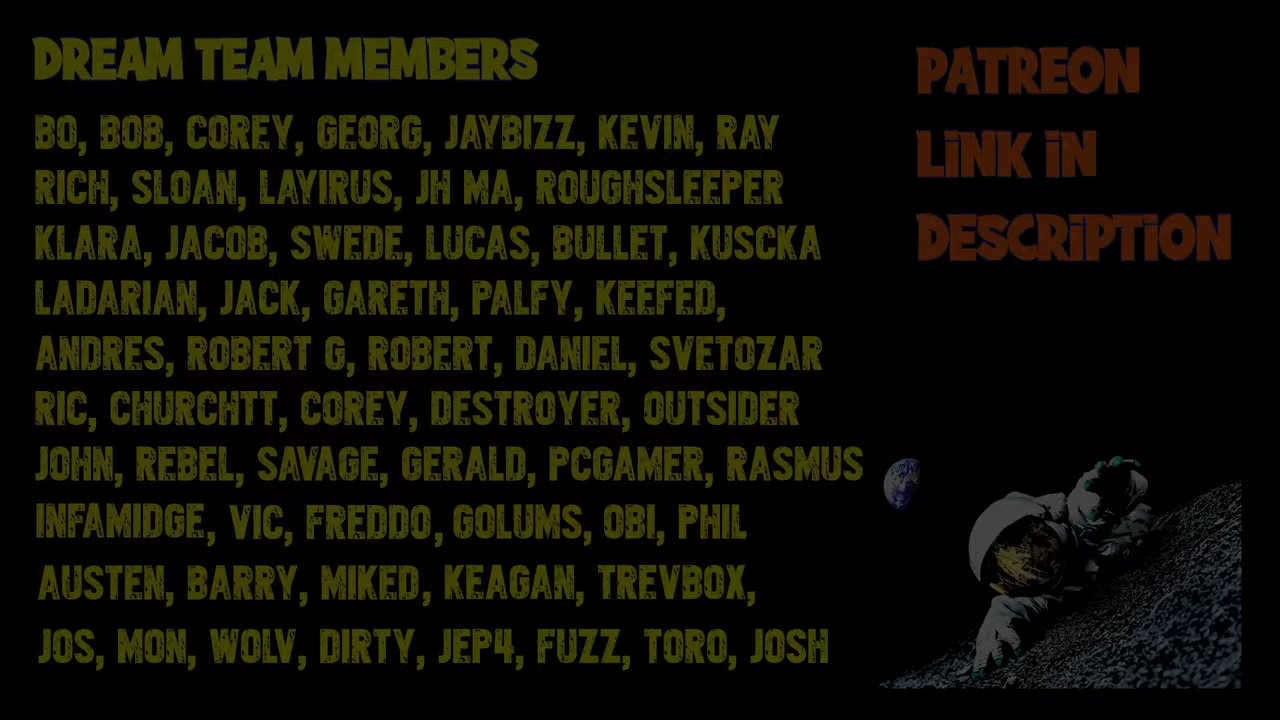 DREAM TEAM MEMBERS
BO, BOB, COREY, GEORG, JAYBIZZ, KEVIN, RAY
RICH, SLOAN, LAYIRUS, JH MA, ROUGHSLEEPER
KLARA, JACOB, SWEDE, LUCAS, BULLET, KUSCKA
LADARIAN, JACK, GARETH, PALFY, KEEFED,
ANDRES, ROBERT G, ROBERT, DANIEL, SVETOZAR
RIC, CHURCHTT, COREY, DESTROYER, OUTSIDER
JOHN, REBEL, SAVAGE, GERALD, PCGAMER, RASMUS
INFAMIDGE, VIC, FREDDO, GOLUMS, OBI, PHIL
AUSTEN, BARRY, MIKED, KEAGAN, TREVBOX,
JOS, MON, WOLV, DIRTY, JEP4, FUZZ, TORO, JOSH
PATREON
LINK IN
DESCRIPTION